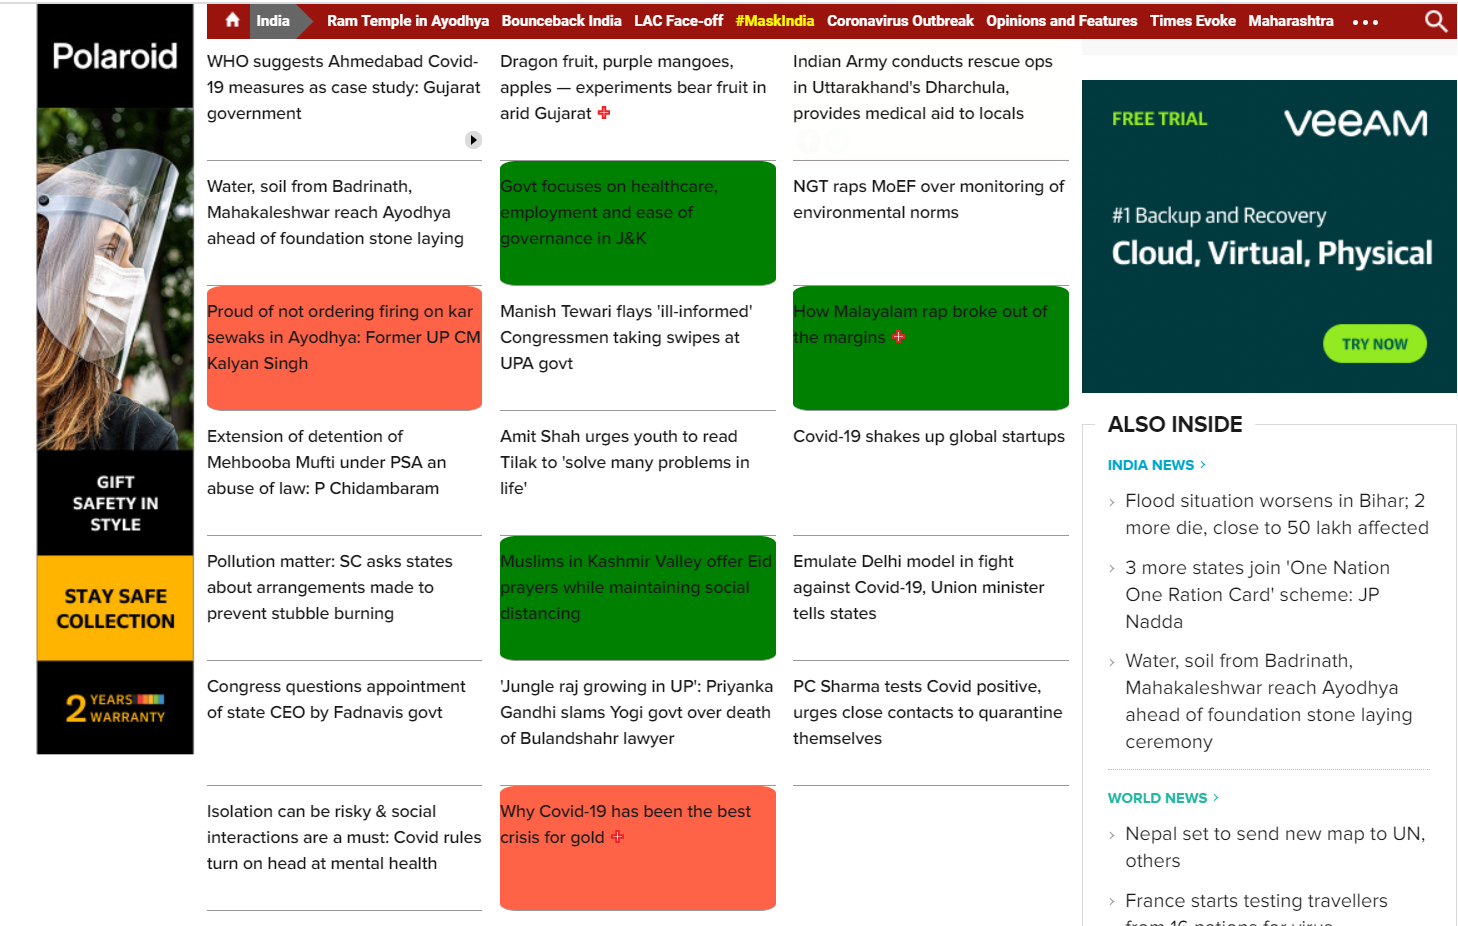 Polaroid
GIFT
SAFETY IN
STYLE
STAY SAFE
COLLECTION
2 YEARS
WARRANTY
India
Ram Temple in Ayodhya
Bounceback India
LAC Face-off
#MaskIndia
Coronavirus Outbreak
Opinions and Features
Times Evoke
Maharashtra
WHO suggests Ahmedabad Covid-
19 measures as case study: Gujarat
government
Dragon fruit, purple mangoes,
apples — experiments bear fruit in
arid Gujarat
Indian Army conducts rescue ops
in Uttarakhand's Dharchula,
provides medical aid to locals
Water, soil from Badrinath,
Mahakaleshwar reach Ayodhya
ahead of foundation stone laying
Govt focuses on healthcare,
employment and ease of
governance in J&K
NGT raps MoEF over monitoring of
environmental norms
Proud of not ordering firing on kar
sewaks in Ayodhya: Former UP CM
Kalyan Singh
Manish Tewari flays 'ill-informed'
Congressmen taking swipes at
UPA govt
How Malayalam rap broke out of
the margins
Extension of detention of
Mehbooba Mufti under PSA an
abuse of law: P Chidambaram
Amit Shah urges youth to read
Tilak to 'solve many problems in
life'
Covid-19 shakes up global startups
Pollution matter: SC asks states
about arrangements made to
prevent stubble burning
Muslims in Kashmir Valley offer Eid
prayers while maintaining social
distancing
Emulate Delhi model in fight
against Covid-19, Union minister
tells states
Congress questions appointment
of state CEO by Fadnavis govt
'Jungle raj growing in UP': Priyanka
Gandhi slams Yogi govt over death
of Bulandshahr lawyer
PC Sharma tests Covid positive,
urges close contacts to quarantine
themselves
Isolation can be risky & social
interactions are a must: Covid rules
turn on head at mental health
Why Covid-19 has been the best
crisis for gold
FREE TRIAL
VEEAM
#1 Backup and Recovery
Cloud, Virtual, Physical
TRY NOW
ALSO INSIDE
INDIA NEWS
Flood situation worsens in Bihar; 2
more die, close to 50 lakh affected
3 more states join 'One Nation
One Ration Card' scheme: JP
Nadda
Water, soil from Badrinath,
Mahakaleshwar reach Ayodhya
ahead of foundation stone laying
ceremony
WORLD NEWS
Nepal set to send new map to UN,
others
France starts testing travellers
from 16 nations for virus